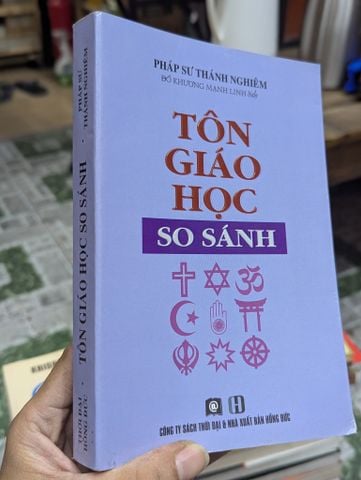 PHÁP SƯ THÁNH NGHIÊM
ĐỖ KHƯƠNG MẠNH LINH dịch
TÔN
GIÁO
HỌC
SO SÁNH
@ H
CÔNG TY SÁCH THỜI ĐẠI & NHÀ XUẤT BẢN HỒNG ĐỨC
PHÁP SƯ
THÁNH NGHIÊM
• TÔN GIÁO HỌC SO SÁNH •
THỜI ĐẠI
HỒNG ĐỨC